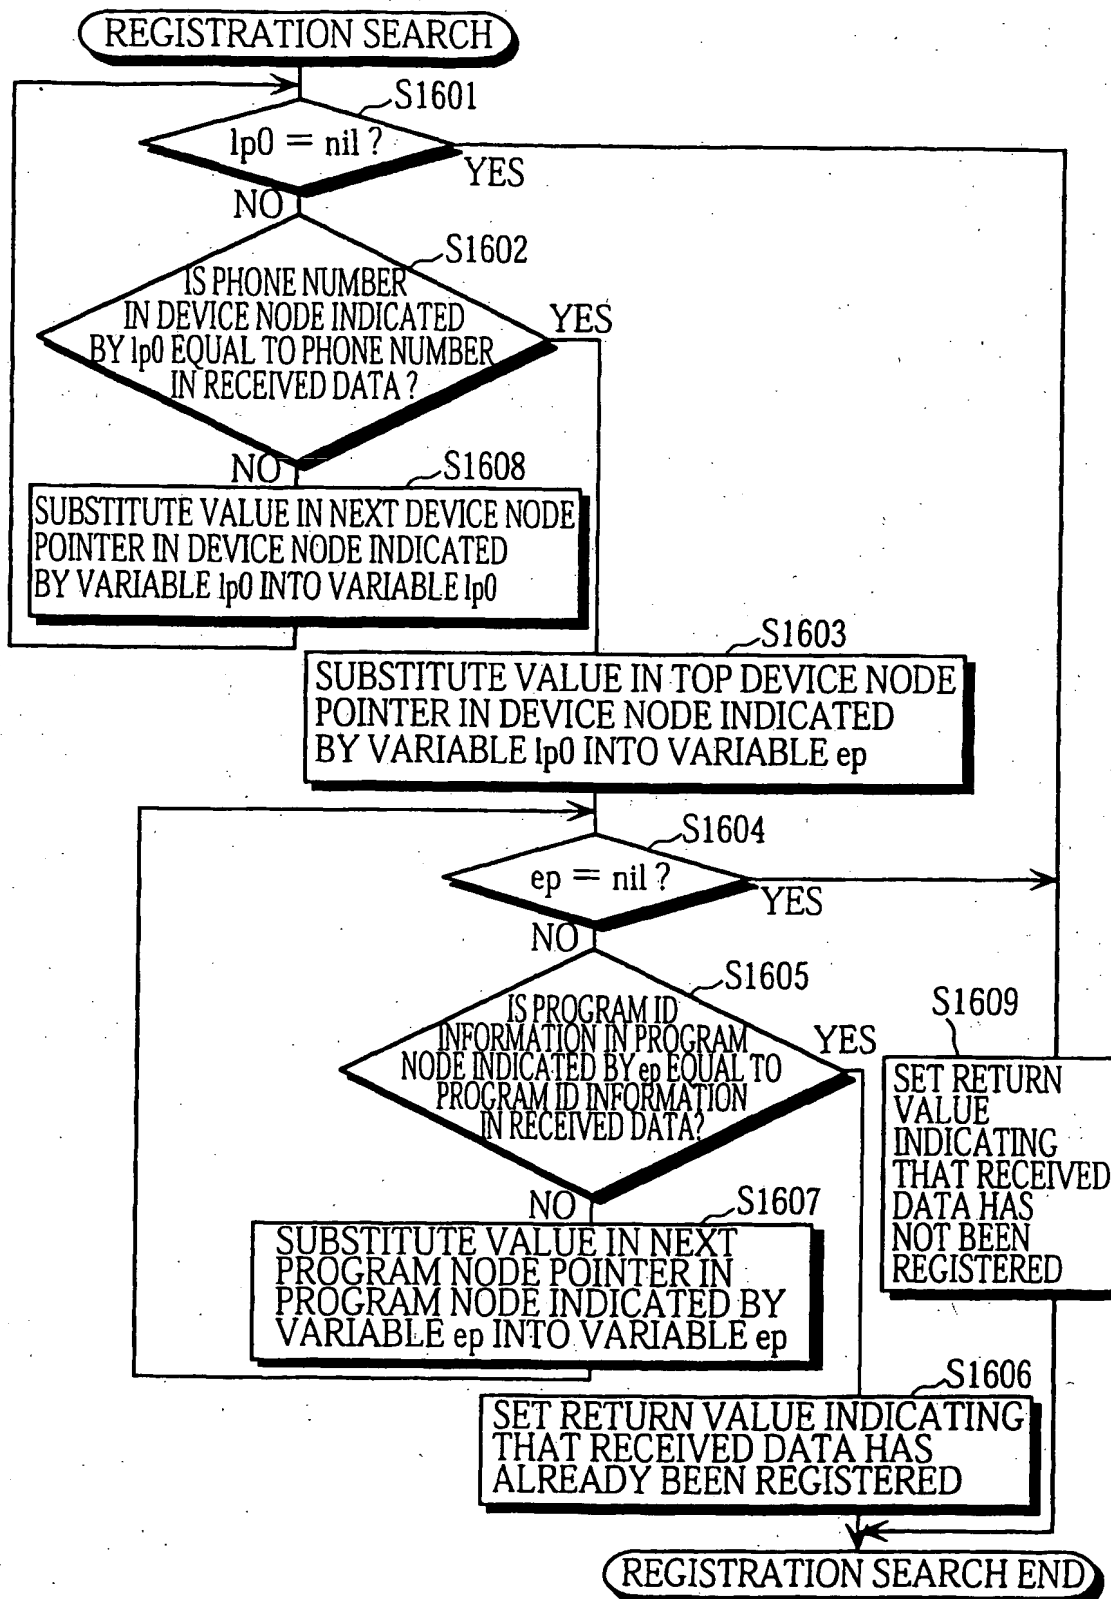 REGISTRATION SEARCH
S1601
lp0 = nil ?
YES
NO
S1602
IS PHONE NUMBER
IN DEVICE NODE INDICATED
BY lp0 EQUAL TO PHONE NUMBER
IN RECEIVED DATA ?
YES
NO
S1608
SUBSTITUTE VALUE IN NEXT DEVICE NODE
POINTER IN DEVICE NODE INDICATED
BY VARIABLE lp0 INTO VARIABLE lp0
S1603
SUBSTITUTE VALUE IN TOP DEVICE NODE
POINTER IN DEVICE NODE INDICATED
BY VARIABLE lp0 INTO VARIABLE ep
S1604
ep = nil ?
YES
NO
S1605
IS PROGRAM ID
INFORMATION IN PROGRAM
NODE INDICATED BY ep EQUAL TO
PROGRAM ID INFORMATION
IN RECEIVED DATA?
YES
NO
S1609
SET RETURN
VALUE
INDICATING
THAT RECEIVED
DATA HAS
NOT BEEN
REGISTERED
S1607
SUBSTITUTE VALUE IN NEXT
PROGRAM NODE POINTER IN
PROGRAM NODE INDICATED BY
VARIABLE ep INTO VARIABLE ep
S1606
SET RETURN VALUE INDICATING
THAT RECEIVED DATA HAS
ALREADY BEEN REGISTERED
REGISTRATION SEARCH END